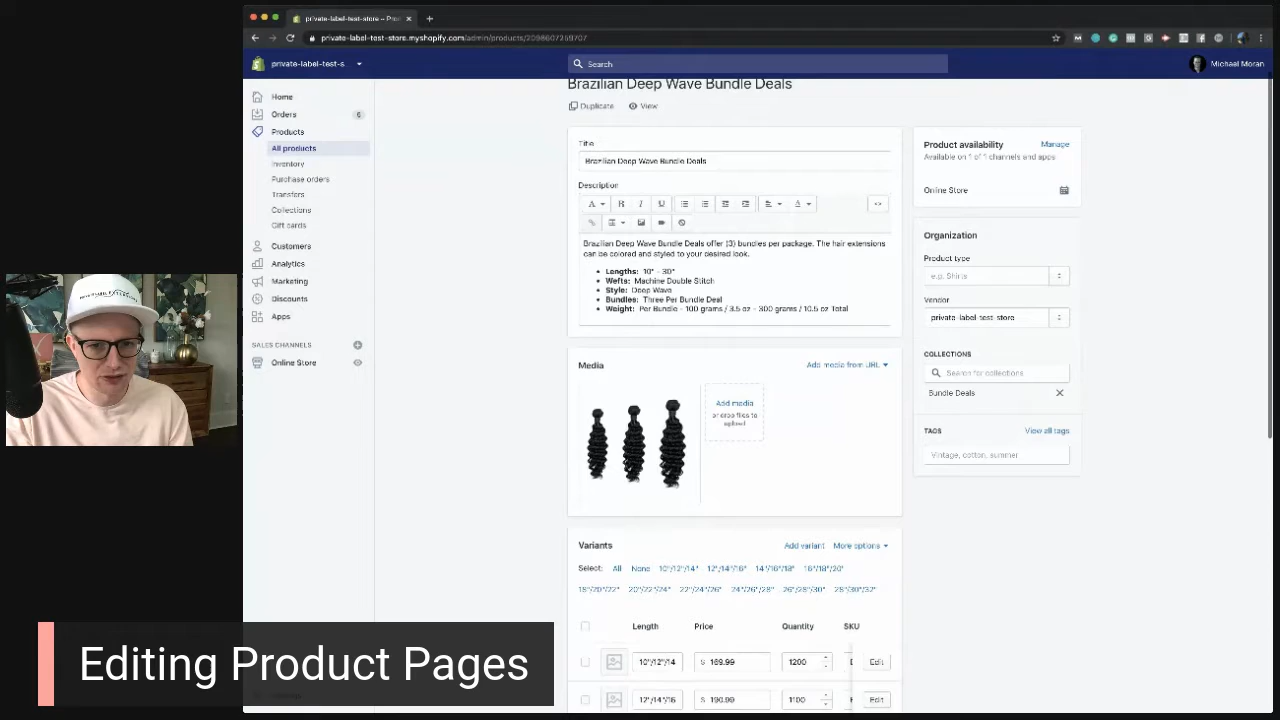 private-label-test-store ~ Proc
private-label-test-store.myshopify.com/admin/products/2098607259707
private-label-test-s
Search
Michael Moran
Home
Orders
6
Products
All products
Inventory
Purchase orders
Transfers
Collections
Gift cards
Customers
Analytics
Marketing
Discounts
Apps
SALES CHANNELS
Online Store
Brazilian Deep Wave Bundle Deals
Duplicate View
Title
Brazilian Deep Wave Bundle Deals
Description
Brazilian Deep Wave Bundle Deals offer (3) bundles per package. The hair extensions
can be colored and styled to your desired look.
• Lengths: 10" - 30"
• Wefts: Machine Double Stitch
• Style: Deep Wave
• Bundles: Three Per Bundle Deal
• Weight: Per Bundle - 100 grams / 3.5 oz - 300 grams / 10.5 oz Total
Media
Add media from URL
Add media
or drop files to
upload
Variants
Add variant More options
Select: All None 10"/12"/14" 12"/14"/16" 14"/16"/18" 16"/18"/20"
18"/20"/22" 20"/22"/24" 22"/24"/26" 24"/26"/28" 26"/28"/30" 28"/30"/32"
Length Price Quantity SKU
10"/12"/14 $ 169.99 1200 Edit
12"/14"/16 $ 190.99 1100 Edit
Product availability
Manage
Available on 1 of 1 channels and apps
Online Store
Organization
Product type
e.g. Shirts
Vendor
private-label-test-store
COLLECTIONS
Search for collections
Bundle Deals
TAGS
View all tags
Vintage, cotton, summer
Editing Product Pages